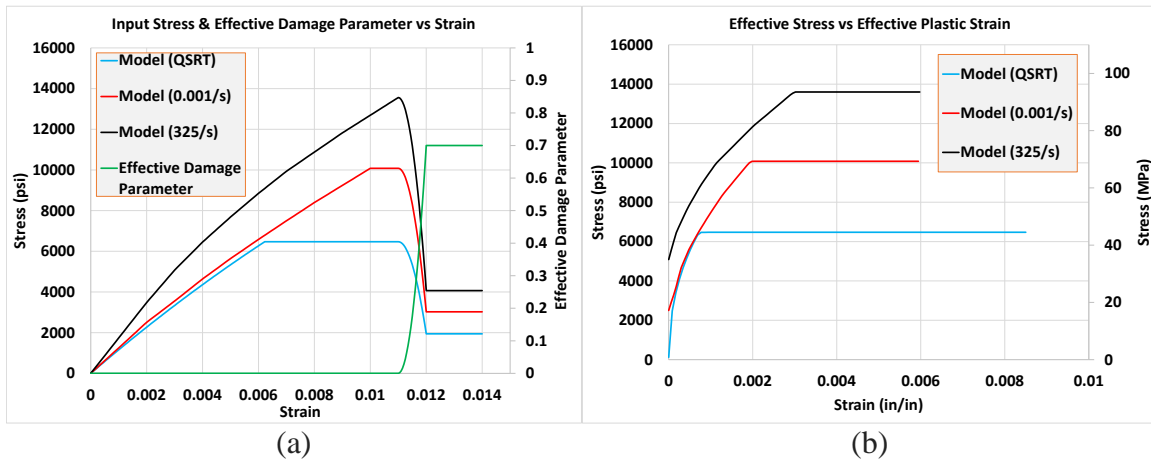 Input Stress & Effective Damage Parameter vs Strain
16000
14000
12000
10000
8000
6000
4000
2000
0
Stress (psi)
Model (QSRT)
Model (0.001/s)
Model (325/s)
Effective Damage
Parameter
1
0.9
0.8
0.7
0.6
0.5
0.4
0.3
0.2
0.1
0
Effective Damage Parameter
0 0.002 0.004 0.006 0.008 0.01 0.012 0.014
Strain
(a)
Effective Stress vs Effective Plastic Strain
16000
14000
12000
10000
8000
6000
4000
2000
0
Stress (psi)
Model (QSRT)
Model (0.001/s)
Model (325/s)
100
80
60
40
20
0
Stress (MPa)
0 0.002 0.004 0.006 0.008 0.01
Strain (in/in)
(b)